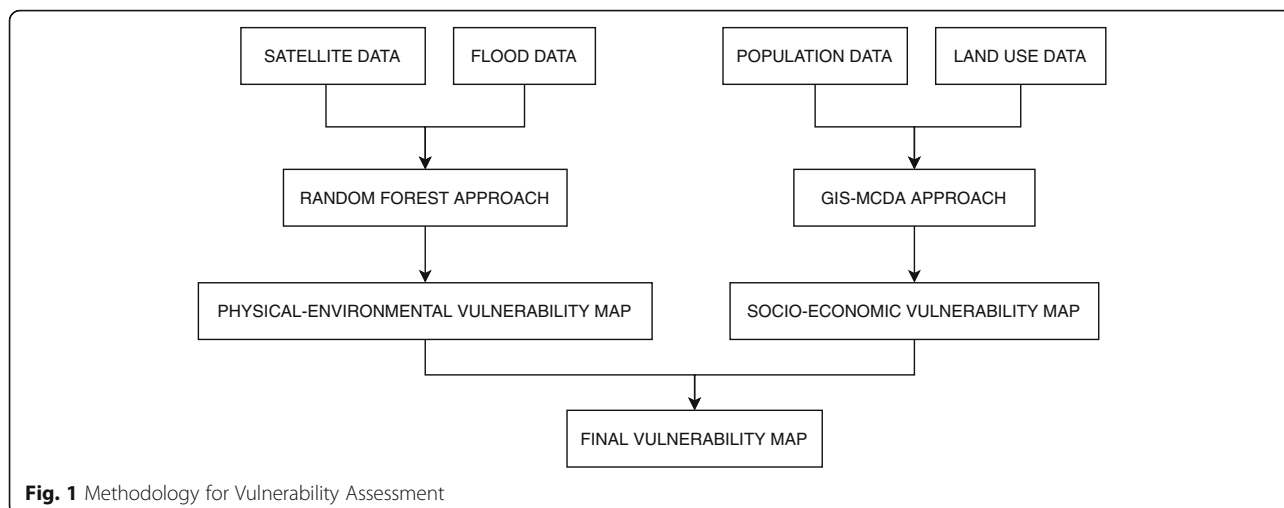 SATELLITE DATA
FLOOD DATA
POPULATION DATA
LAND USE DATA
RANDOM FOREST APPROACH
GIS-MCDA APPROACH
PHYSICAL-ENVIRONMENTAL VULNERABILITY MAP
SOCIO-ECONOMIC VULNERABILITY MAP
FINAL VULNERABILITY MAP
Fig. 1 Methodology for Vulnerability Assessment